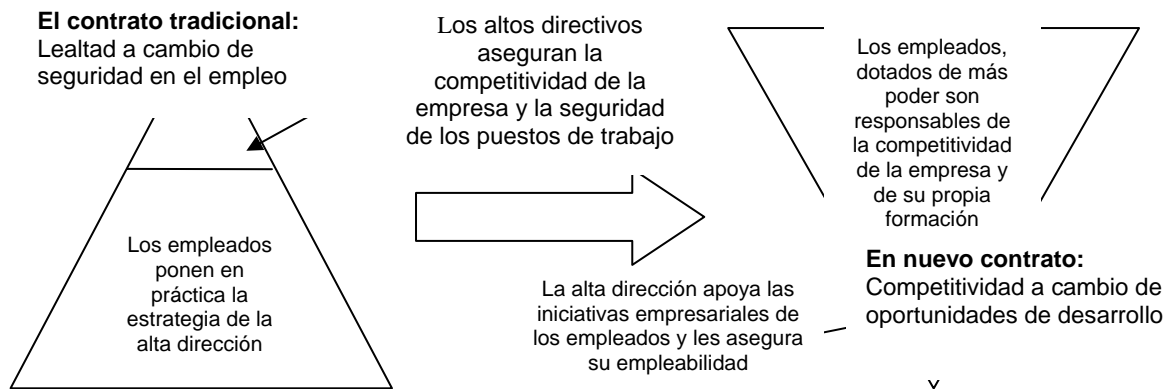 El contrato tradicional:
Lealtad a cambio de
seguridad en el empleo
Los empleados
ponen en
práctica la
estrategia de la
alta dirección
Los altos directivos
aseguran la
competitividad de la
empresa y la seguridad
de los puestos de trabajo
La alta dirección apoya las
iniciativas empresariales de
los empleados y les asegura
su empleabilidad
Los empleados,
dotados de más
poder son
responsables de
la competitividad
de la empresa y
de su propia
formación
En nuevo contrato:
Competitividad a cambio de
oportunidades de desarrollo